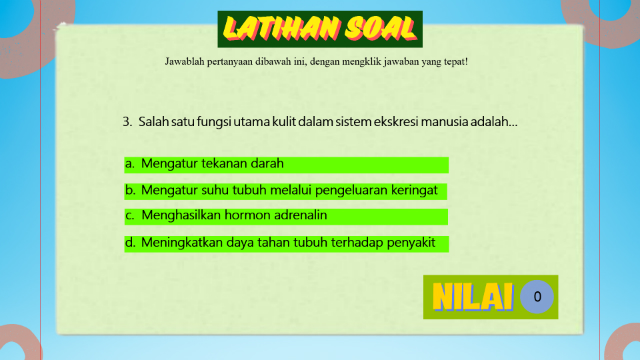 LATIHAN SOAL
Jawablah pertanyaan dibawah ini, dengan mengklik jawaban yang tepat!
3. Salah satu fungsi utama kulit dalam sistem ekskresi manusia adalah...
a. Mengatur tekanan darah
b. Mengatur suhu tubuh melalui pengeluaran keringat
c. Menghasilkan hormon adrenalin
d. Meningkatkan daya tahan tubuh terhadap penyakit
NILAI 0